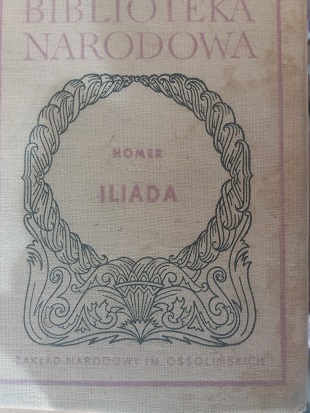 BIBLIOTEKA
NARODOWA
HOMER
ILIADA
ZAKŁAD NARODOWY IM. OSSOLIŃSKICH